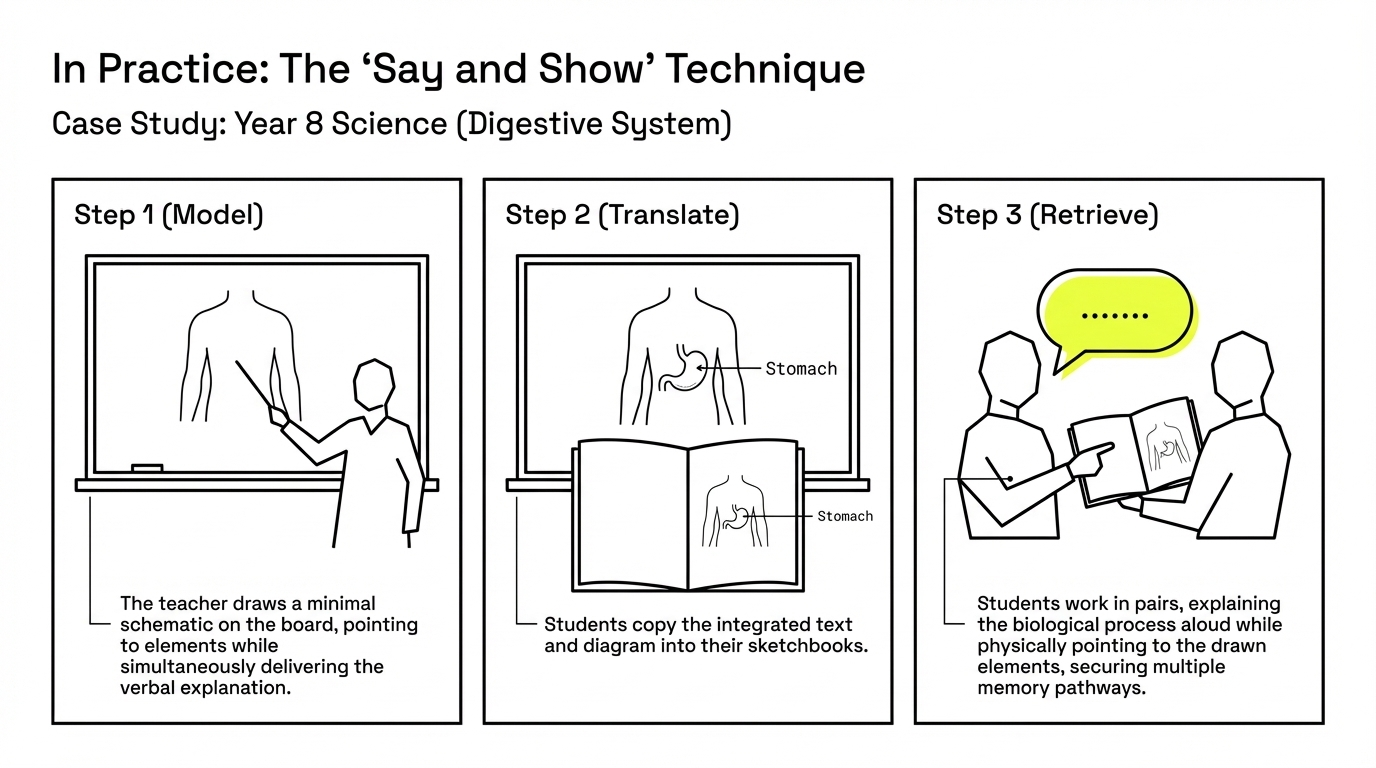 In Practice: The ‘Say and Show’ Technique
Case Study: Year 8 Science (Digestive System)
Step 1 (Model)
The teacher draws a minimal
schematic on the board, pointing
to elements while
simultaneously delivering the
verbal explanation.
Step 2 (Translate)
Stomach
Stomach
Students copy the integrated text
and diagram into their sketchbooks.
Step 3 (Retrieve)
.......
Students work in pairs, explaining
the biological process aloud while
physically pointing to the drawn
elements, securing multiple
memory pathways.